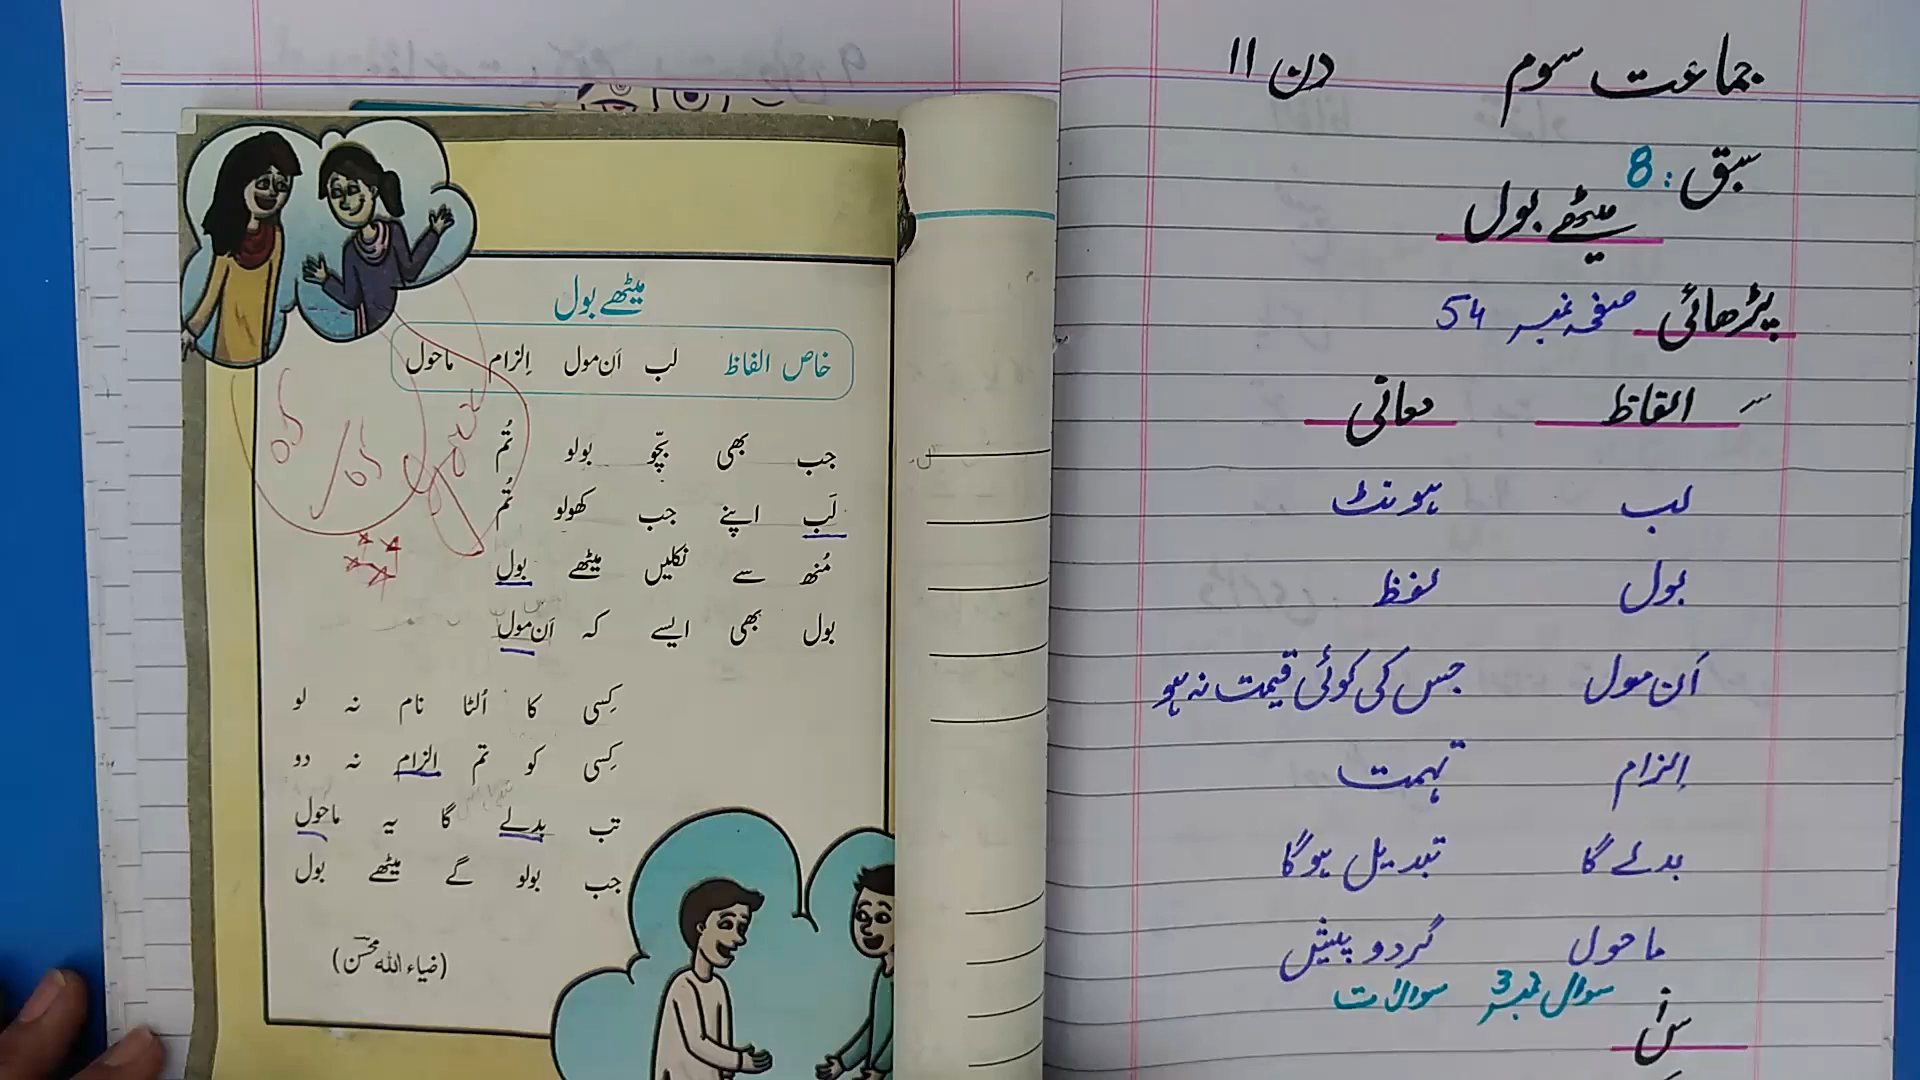 جماعت سوم دن ۱۱
سبق : 8
میٹھے بول
پڑھائی صفحہ نمبر 54
الفاظ معانی
لب ہونٹ
بول لفظ
اَن مول جس کی کوئی قیمت نہ ہو
اِلزام تہمت
بدلے گا تبدیل ہوگا
ماحول گردو پیش
سوال نمبر 3 سوالات
س۱
میٹھے بول
خاص الفاظ لب اَن مول اِلزام ماحول
جب بھی بچّو بولو تُم
لَب اپنے جب کھولو تُم
مُنھ سے نکلیں میٹھے بول
بول بھی ایسے کہ اَن مول
کِسی کا اُلٹا نام نہ لو
کِسی کو تم الزام نہ دو
تب بدلے گا یہ ماحول
جب بولو گے میٹھے بول
(ضیاء اللہ محسن)